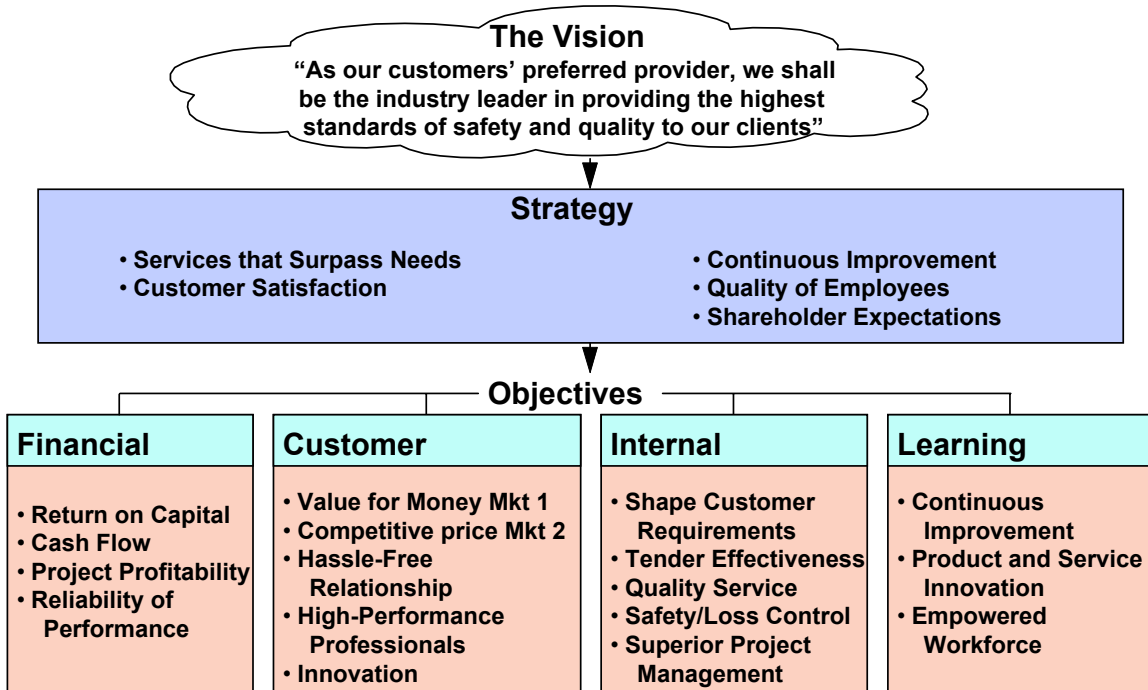 The Vision
“As our customers’ preferred provider, we shall
be the industry leader in providing the highest
standards of safety and quality to our clients”
Strategy
• Services that Surpass Needs
• Customer Satisfaction
• Continuous Improvement
• Quality of Employees
• Shareholder Expectations
Objectives
Financial
• Return on Capital
• Cash Flow
• Project Profitability
• Reliability of
Performance
Customer
• Value for Money Mkt 1
• Competitive price Mkt 2
• Hassle-Free
Relationship
• High-Performance
Professionals
• Innovation
Internal
• Shape Customer
Requirements
• Tender Effectiveness
• Quality Service
• Safety/Loss Control
• Superior Project
Management
Learning
• Continuous
Improvement
• Product and Service
Innovation
• Empowered
Workforce